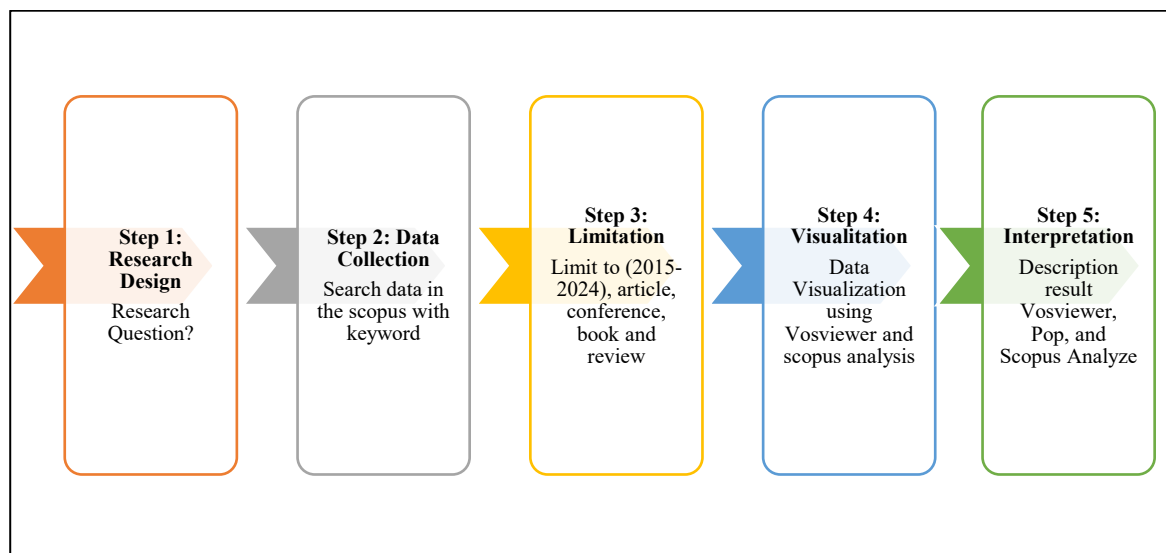 Step 1:
Research
Design
Research
Question?
Step 2: Data
Collection
Search data in
the scopus with
keyword
Step 3:
Limitation
Limit to (2015-
2024), article,
conference,
book and
review
Step 4:
Visualitation
Data
Visualization
using
Vosviewer and
scopus analysis
Step 5:
Interpretation
Description
result
Vosviewer,
Pop, and
Scopus Analyze